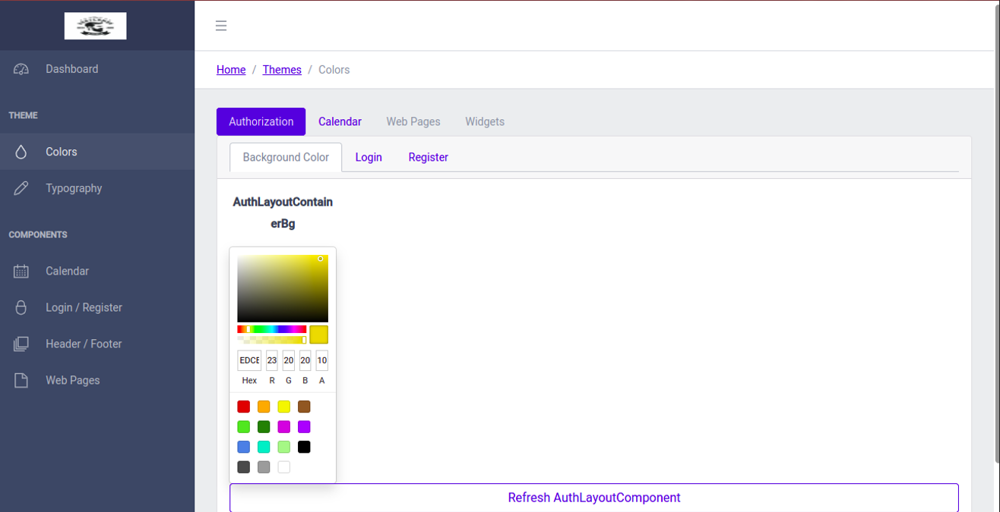 Dashboard
THEME
Colors
Typography
COMPONENTS
Calendar
Login / Register
Header / Footer
Web Pages
Home / Themes / Colors
Authorization Calendar Web Pages Widgets
Background Color Login Register
AuthLayoutContain
erBg
23 20 20 10
Hex R G B A
Refresh AuthLayoutComponent